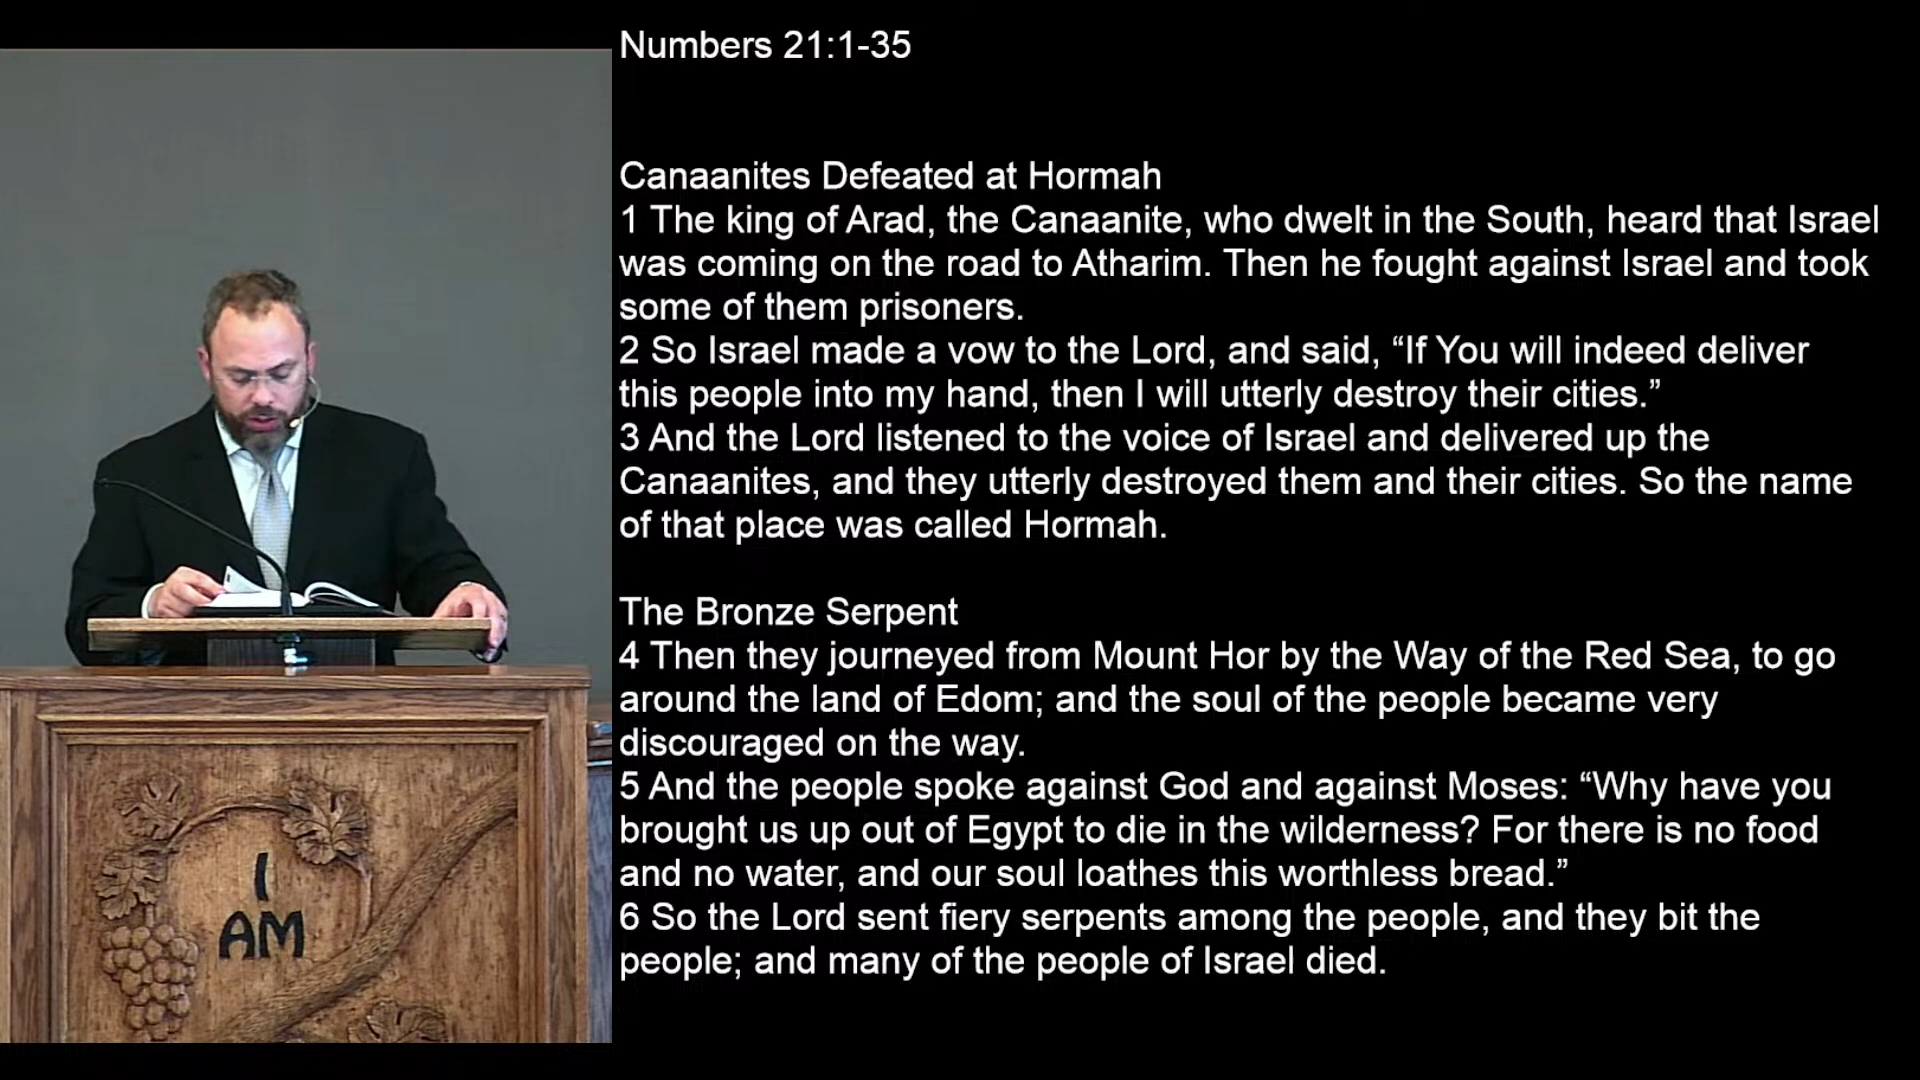 Numbers 21:1-35
Canaanites Defeated at Hormah
1 The king of Arad, the Canaanite, who dwelt in the South, heard that Israel
was coming on the road to Atharim. Then he fought against Israel and took
some of them prisoners.
2 So Israel made a vow to the Lord, and said, “If You will indeed deliver
this people into my hand, then I will utterly destroy their cities.”
3 And the Lord listened to the voice of Israel and delivered up the
Canaanites, and they utterly destroyed them and their cities. So the name
of that place was called Hormah.
The Bronze Serpent
4 Then they journeyed from Mount Hor by the Way of the Red Sea, to go
around the land of Edom; and the soul of the people became very
discouraged on the way.
5 And the people spoke against God and against Moses: “Why have you
brought us up out of Egypt to die in the wilderness? For there is no food
and no water, and our soul loathes this worthless bread.”
6 So the Lord sent fiery serpents among the people, and they bit the
people; and many of the people of Israel died.
I
AM